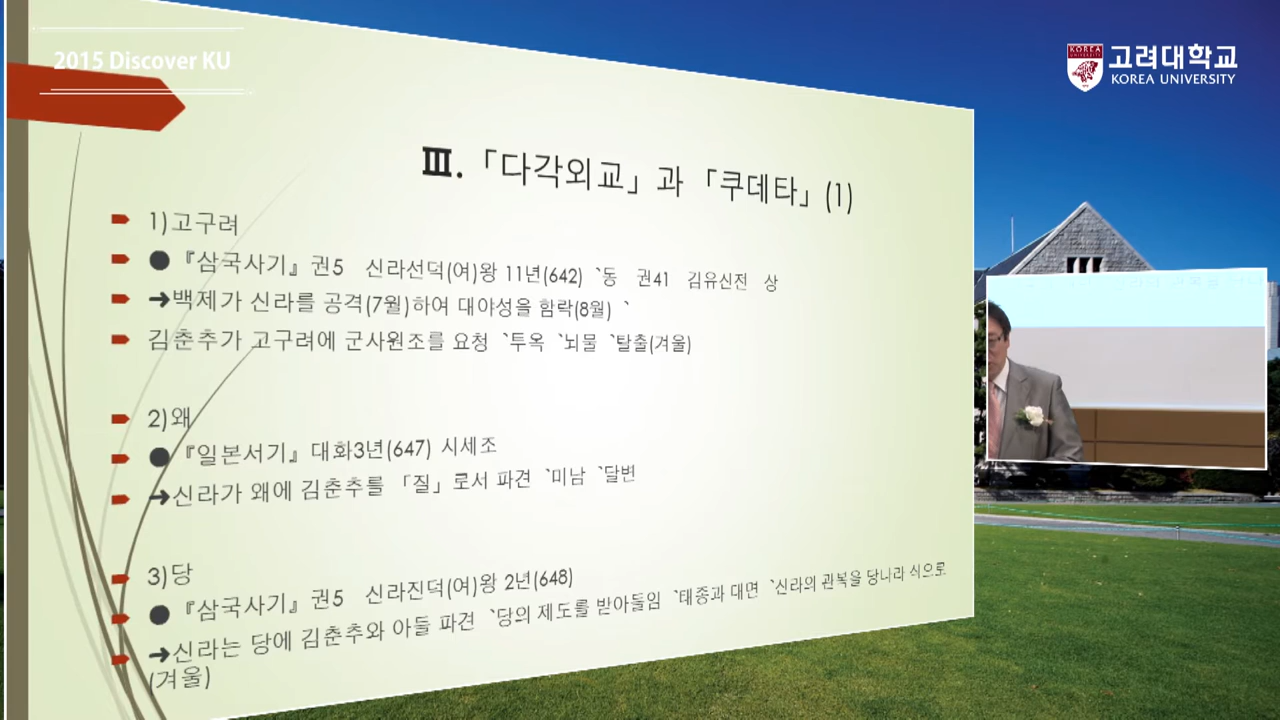 2015 Discover KU
KOREA
고려대학교
KOREA UNIVERSITY
Ⅲ.「다각외교」과 「쿠데타」(1)
1)고구려
●『삼국사기』권5 신라선덕(여)왕 11년(642) `동 권41 김유신전 상
➔백제가 신라를 공격(7월)하여 대야성을 함락(8월) `
김춘추가 고구려에 군사원조를 요청 `투옥 `뇌물 `탈출(겨울)
2)왜
●『일본서기』대화3년(647) 시세조
➔신라가 왜에 김춘추를 「질」로서 파견 `미남 `달변
3)당
●『삼국사기』권5 신라진덕(여)왕 2년(648)
➔신라는 당에 김춘추와 아들 파견 `당의 제도를 받아들임 `태종과 대면 `신라의 관복을 당나라 식으로
(겨울)